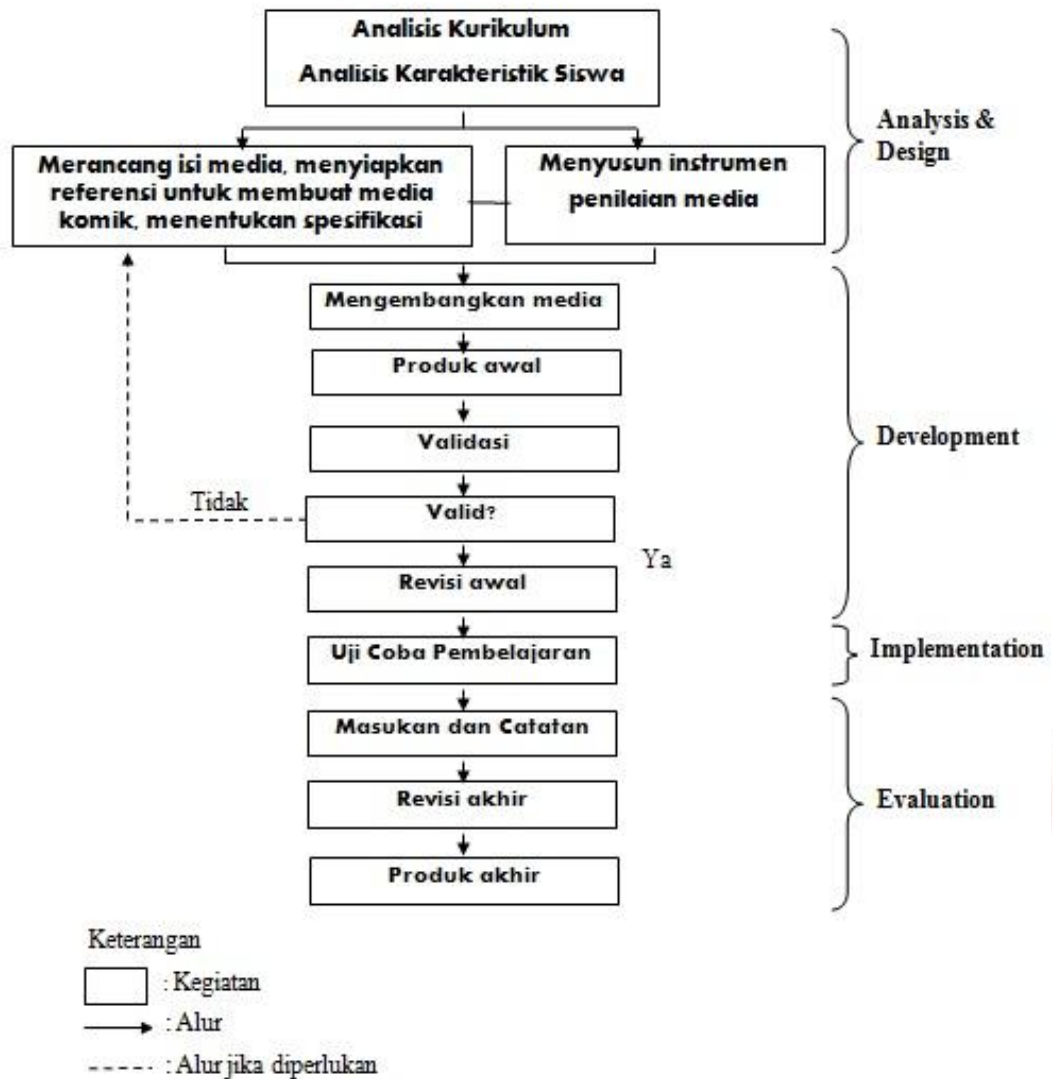 Analisis Kurikulum
Analisis Karakteristik Siswa
Analysis &
Design
Merancang isi media, menyiapkan
referensi untuk membuat media
komik, menentukan spesifikasi
Menyusun instrumen
penilaian media
Mengembangkan media
Produk awal
Validasi
Development
Tidak
Valid?
Ya
Revisi awal
Uji Coba Pembelajaran
Implementation
Masukan dan Catatan
Revisi akhir
Evaluation
Produk akhir
Keterangan
: Kegiatan
: Alur
: Alur jika diperlukan